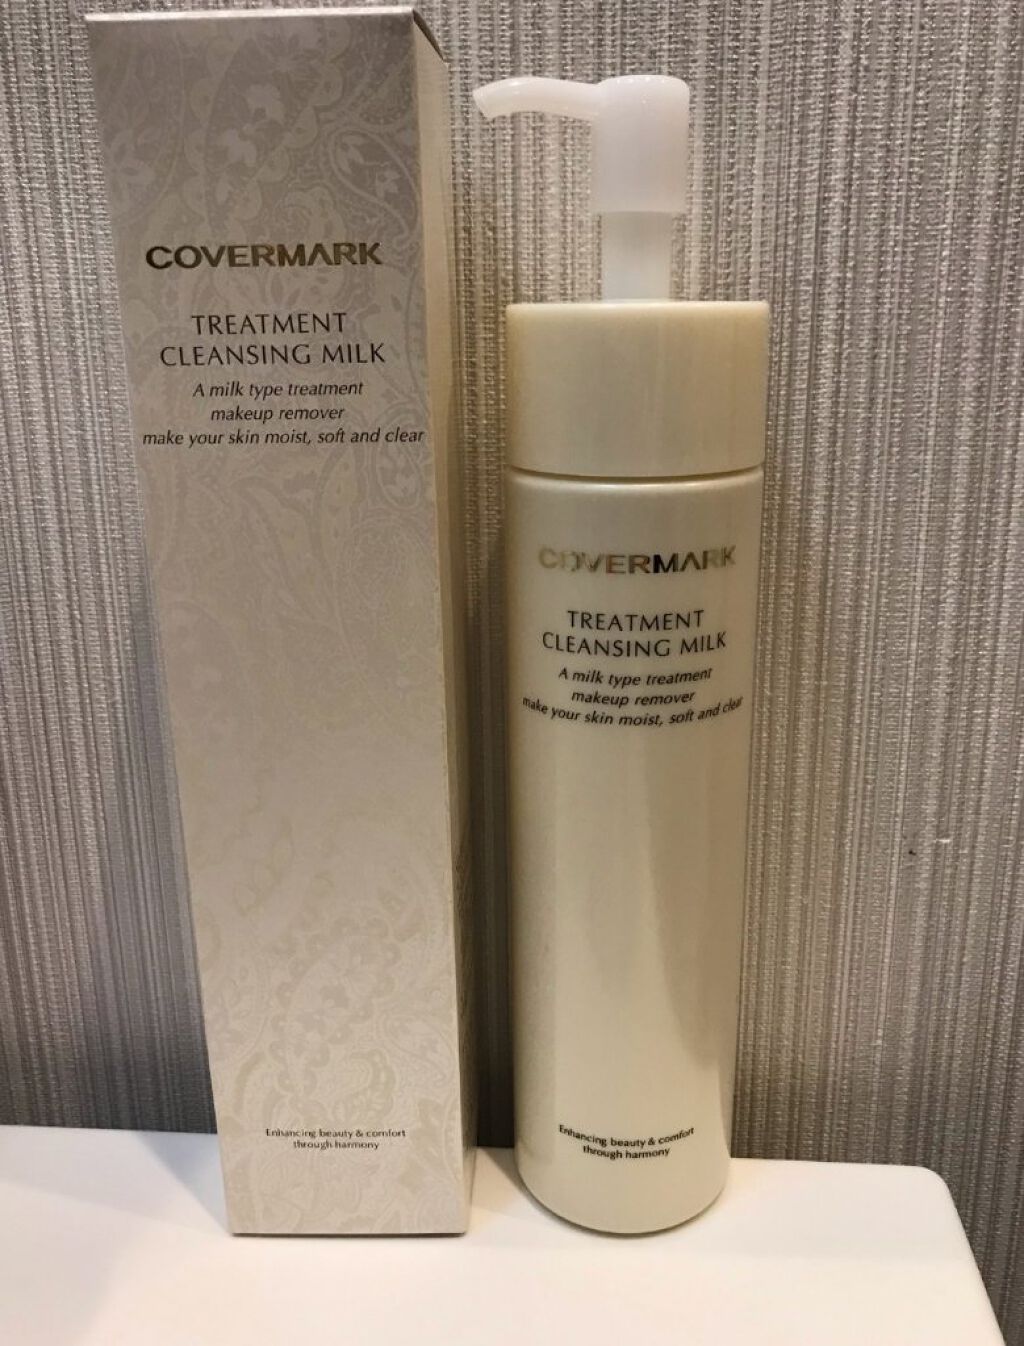 COVERMARK
TREATMENT
CLEANSING MILK
A milk type treatment
makeup remover
make your skin moist, soft and clear
Enhancing beauty & comfort
through harmony
COVERMARK
TREATMENT
CLEANSING MILK
A milk type treatment
makeup remover
make your skin moist, soft and clear
Enhancing beauty & comfort
through harmony